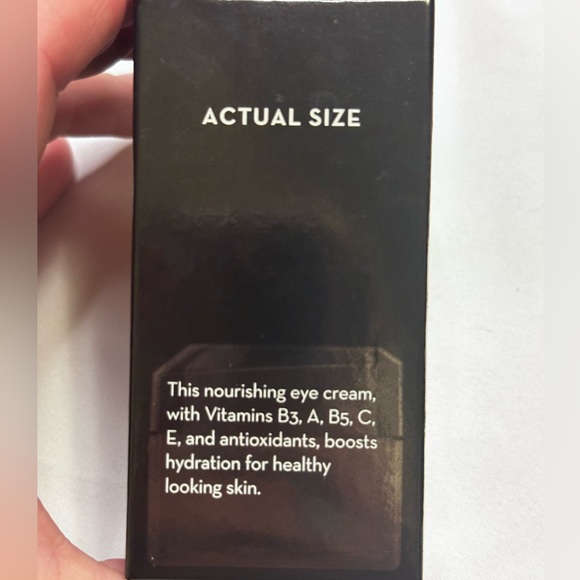 ACTUAL SIZE
This nourishing eye cream,
with Vitamins B3, A, B5, C,
E, and antioxidants, boosts
hydration for healthy
looking skin.